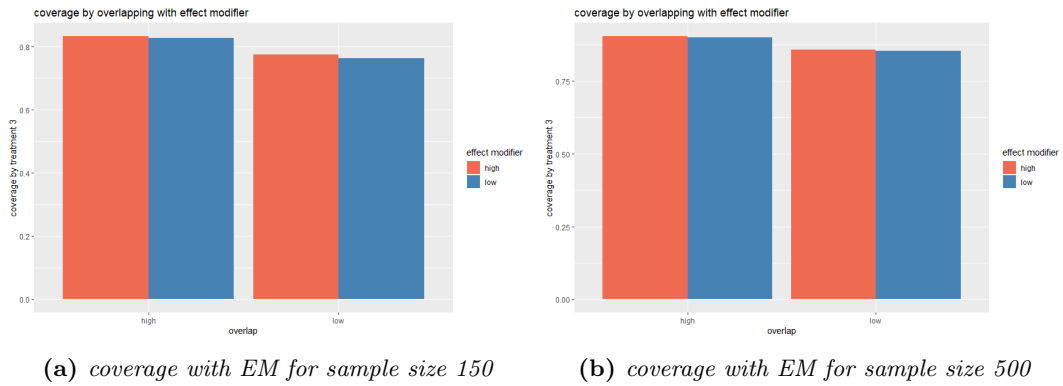 coverage by overlapping with effect modifier
0.8
0.6
0.4
0.2
0.0
coverage by treatment 3
high
low
overlap
effect modifier
high
low
(a) coverage with EM for sample size 150
coverage by overlapping with effect modifier
0.75
0.50
0.25
0.00
coverage by treatment 3
high
low
overlap
effect modifier
high
low
(b) coverage with EM for sample size 500